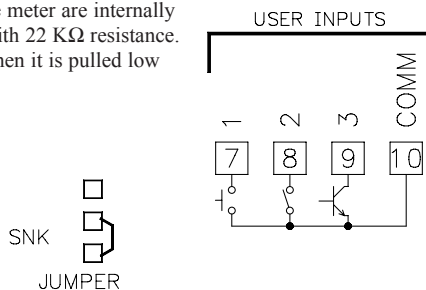 e meter are internally
ith 22 KΩ resistance.
hen it is pulled low
USER INPUTS
1 2 3 COMM
7 8 9 10
SNK
JUMPER